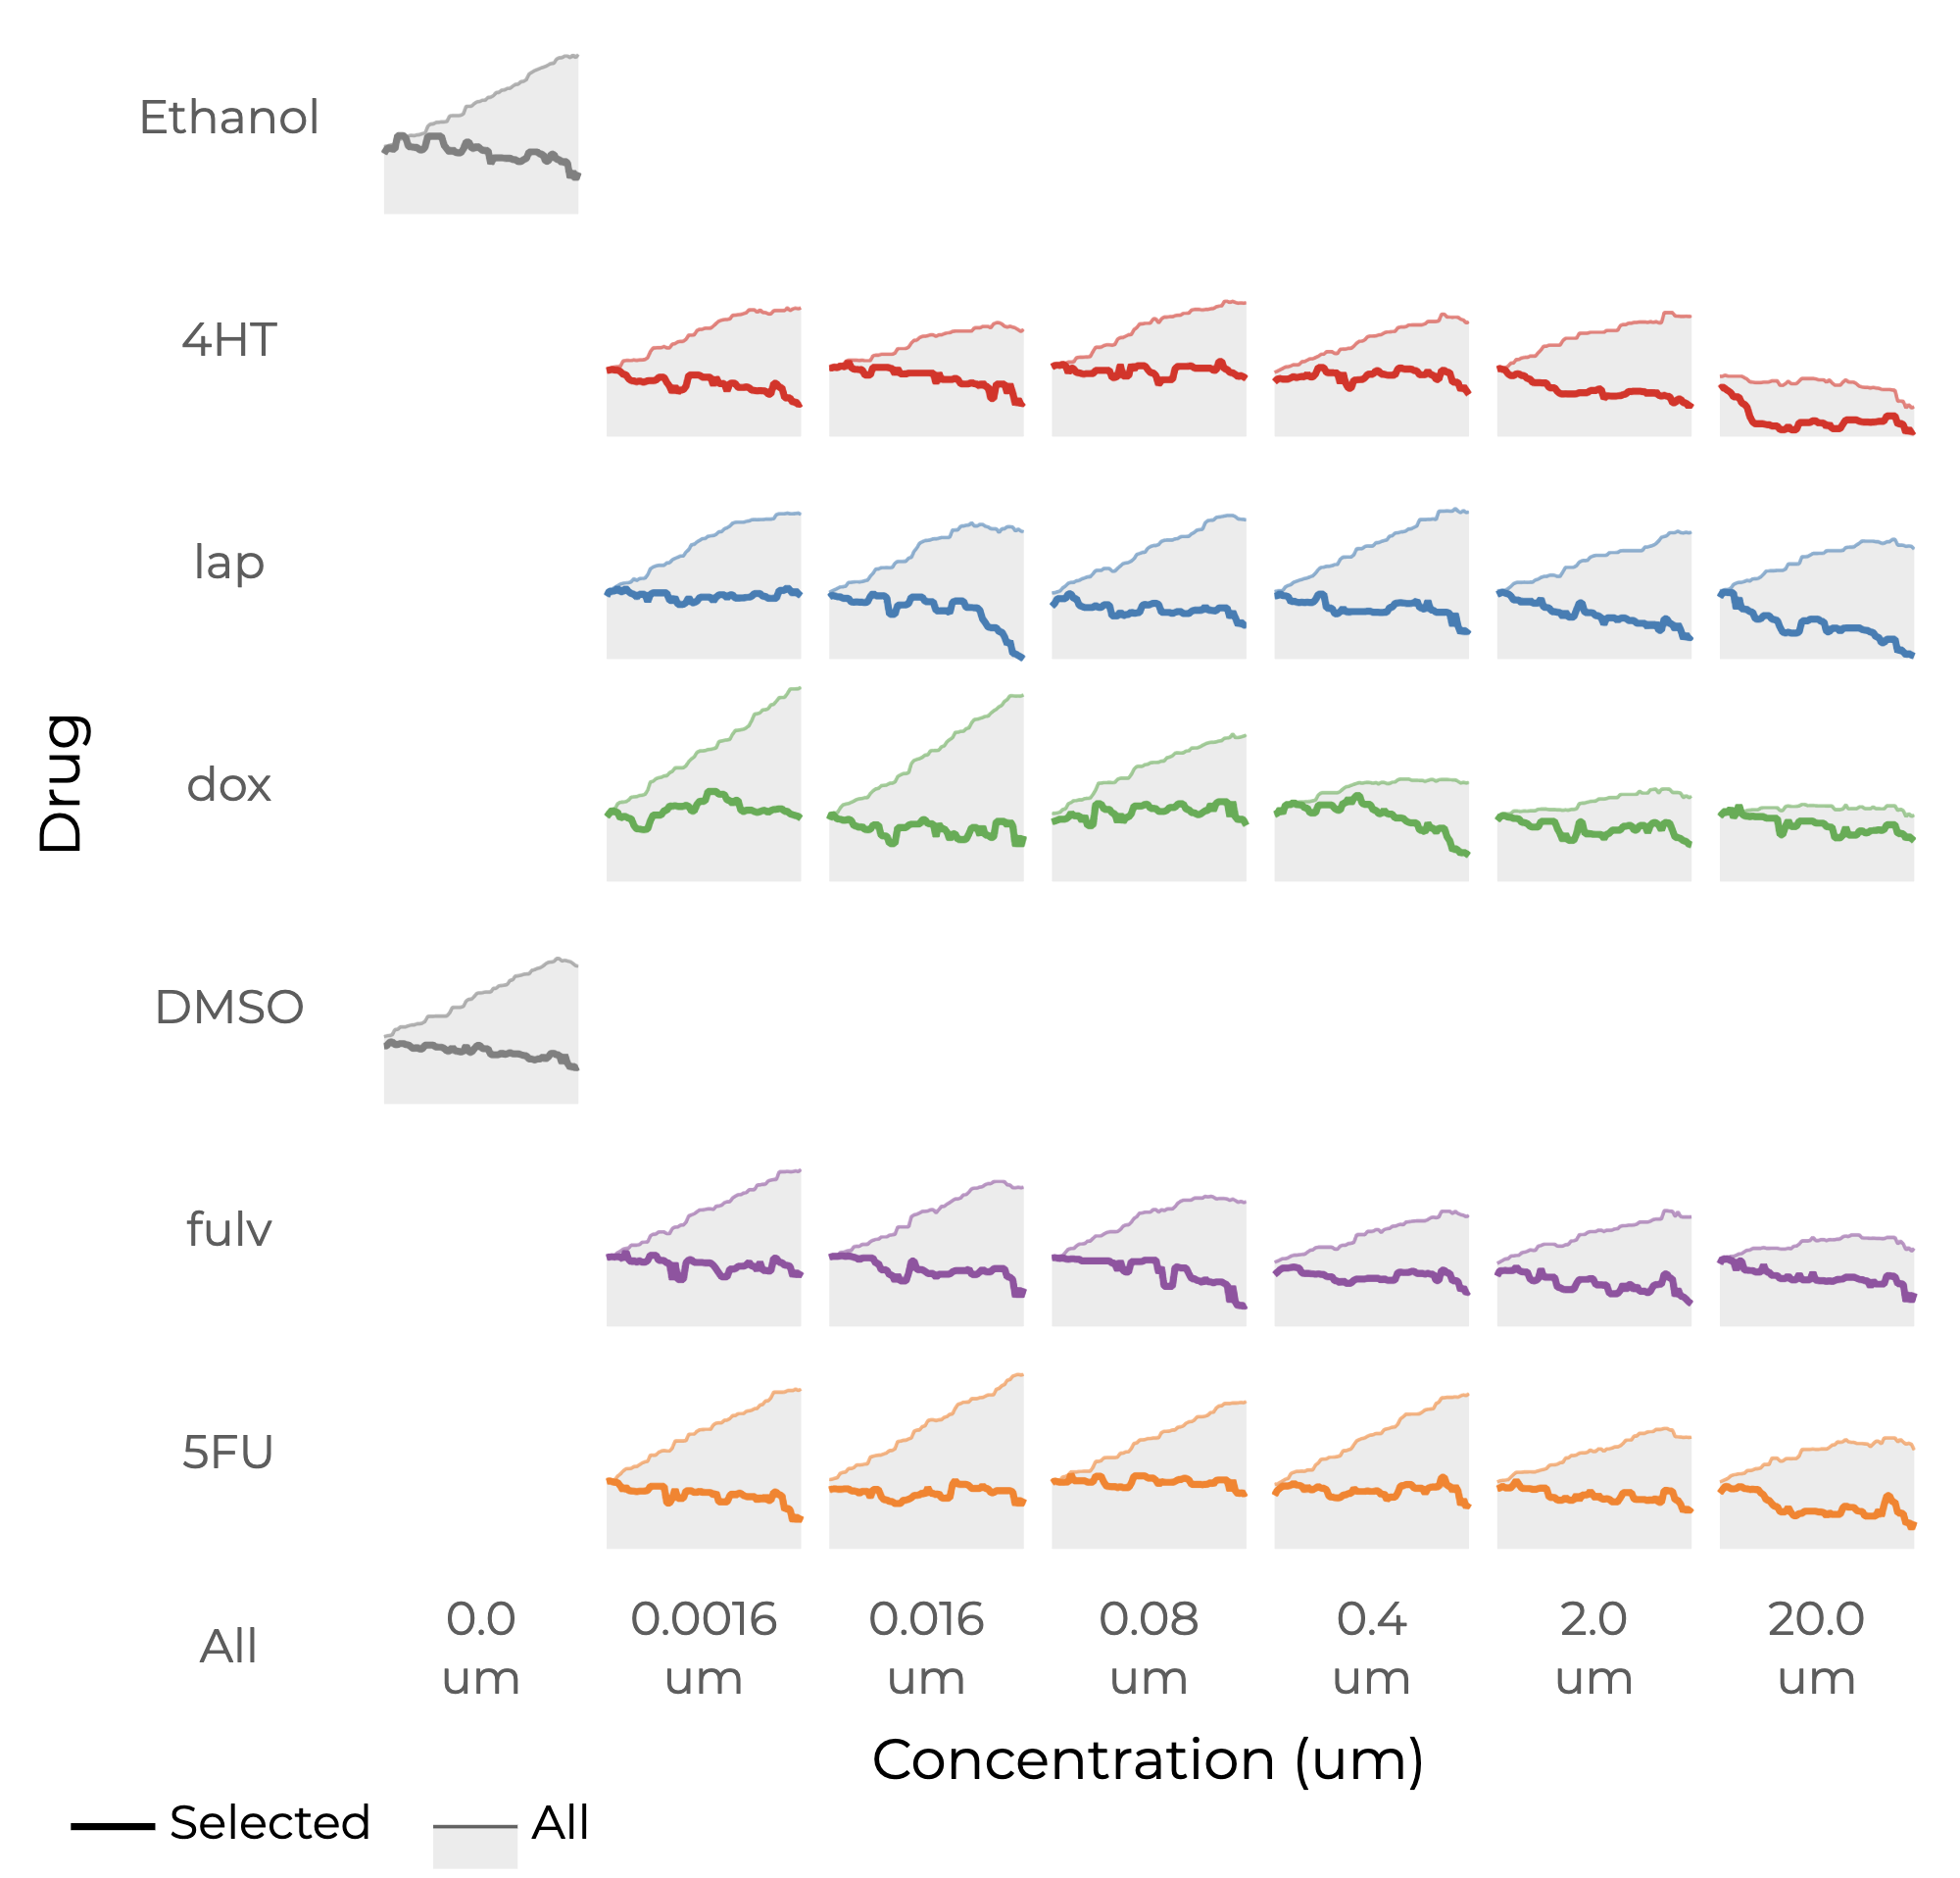 Ethanol
4HT
lap
Drug
dox
DMSO
fulv
5FU
All
0.0 um
0.0016 um
0.016 um
0.08 um
0.4 um
2.0 um
20.0 um
Concentration (um)
Selected
All